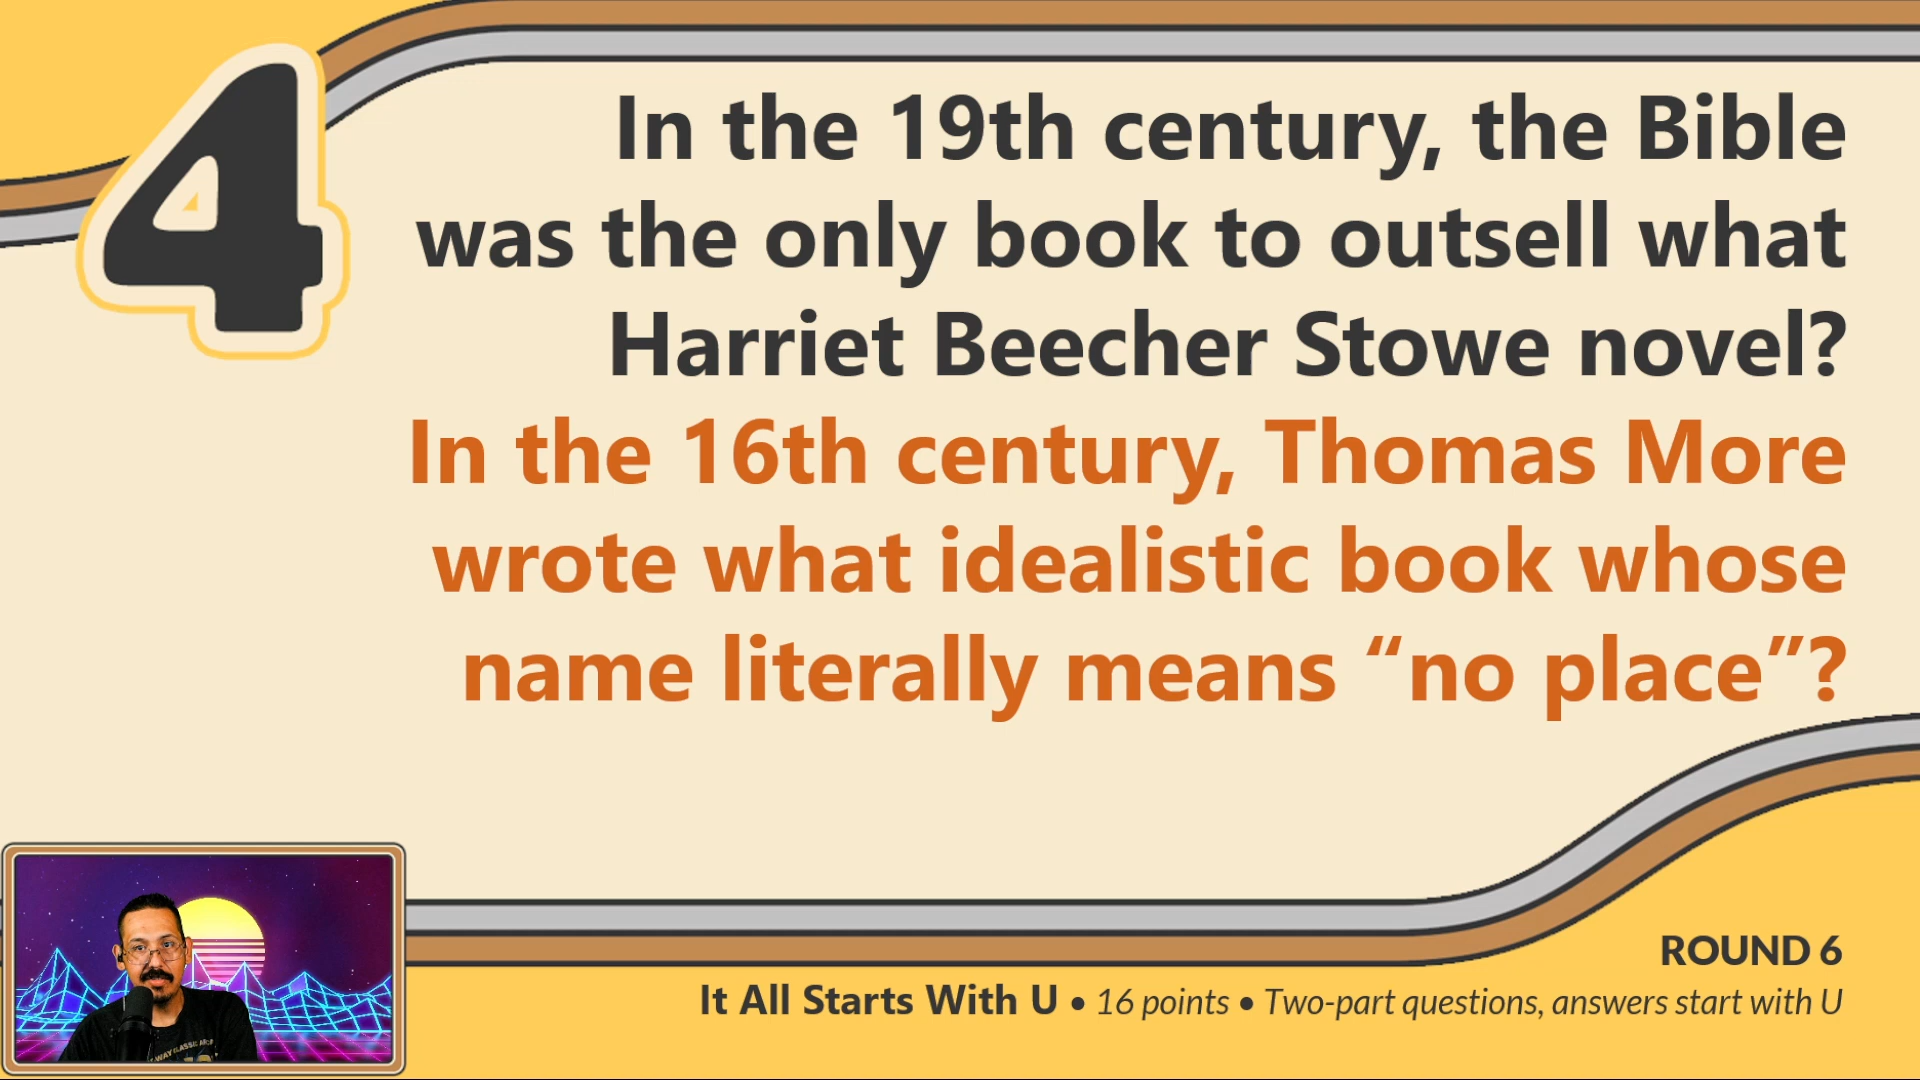 4
In the 19th century, the Bible
was the only book to outsell what
Harriet Beecher Stowe novel?
In the 16th century, Thomas More
wrote what idealistic book whose
name literally means “no place”?
ROUND 6
It All Starts With U • 16 points • Two-part questions, answers start with U